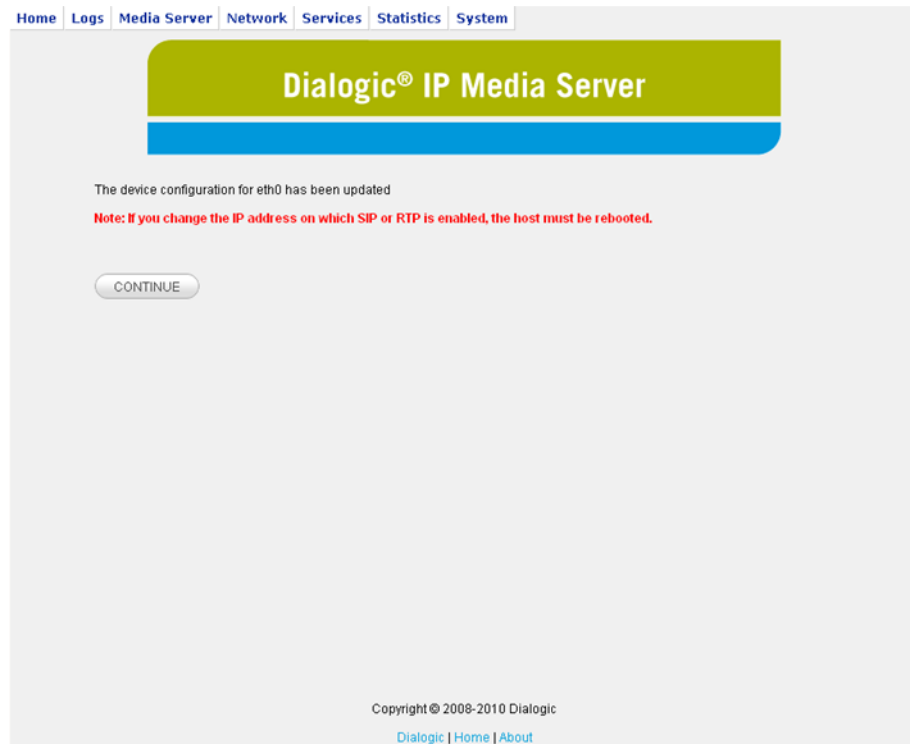 Home Logs Media Server Network Services Statistics System
Dialogic® IP Media Server
The device configuration for eth0 has been updated
Note: If you change the IP address on which SIP or RTP is enabled, the host must be rebooted.
CONTINUE
Copyright © 2008-2010 Dialogic
Dialogic | Home | About